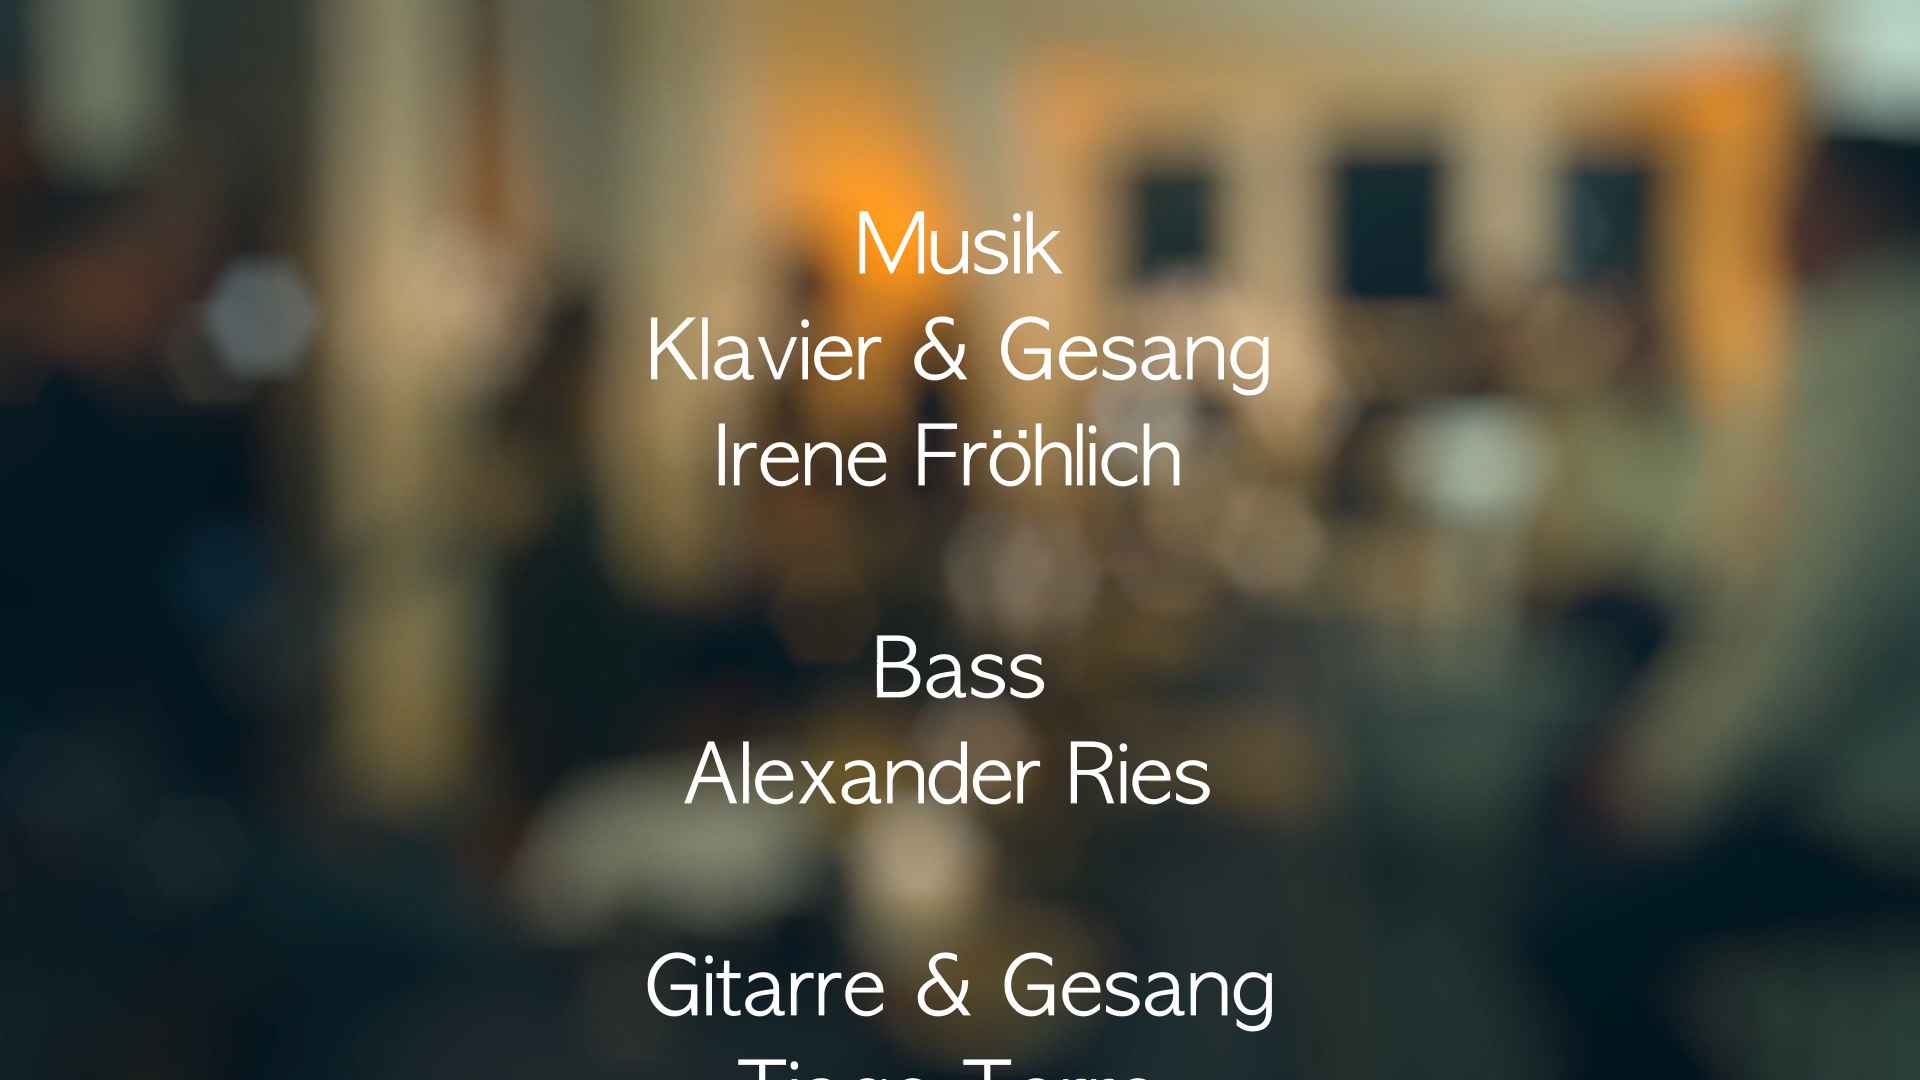 Musik
Klavier & Gesang
Irene Fröhlich
Bass
Alexander Ries
Gitarre & Gesang